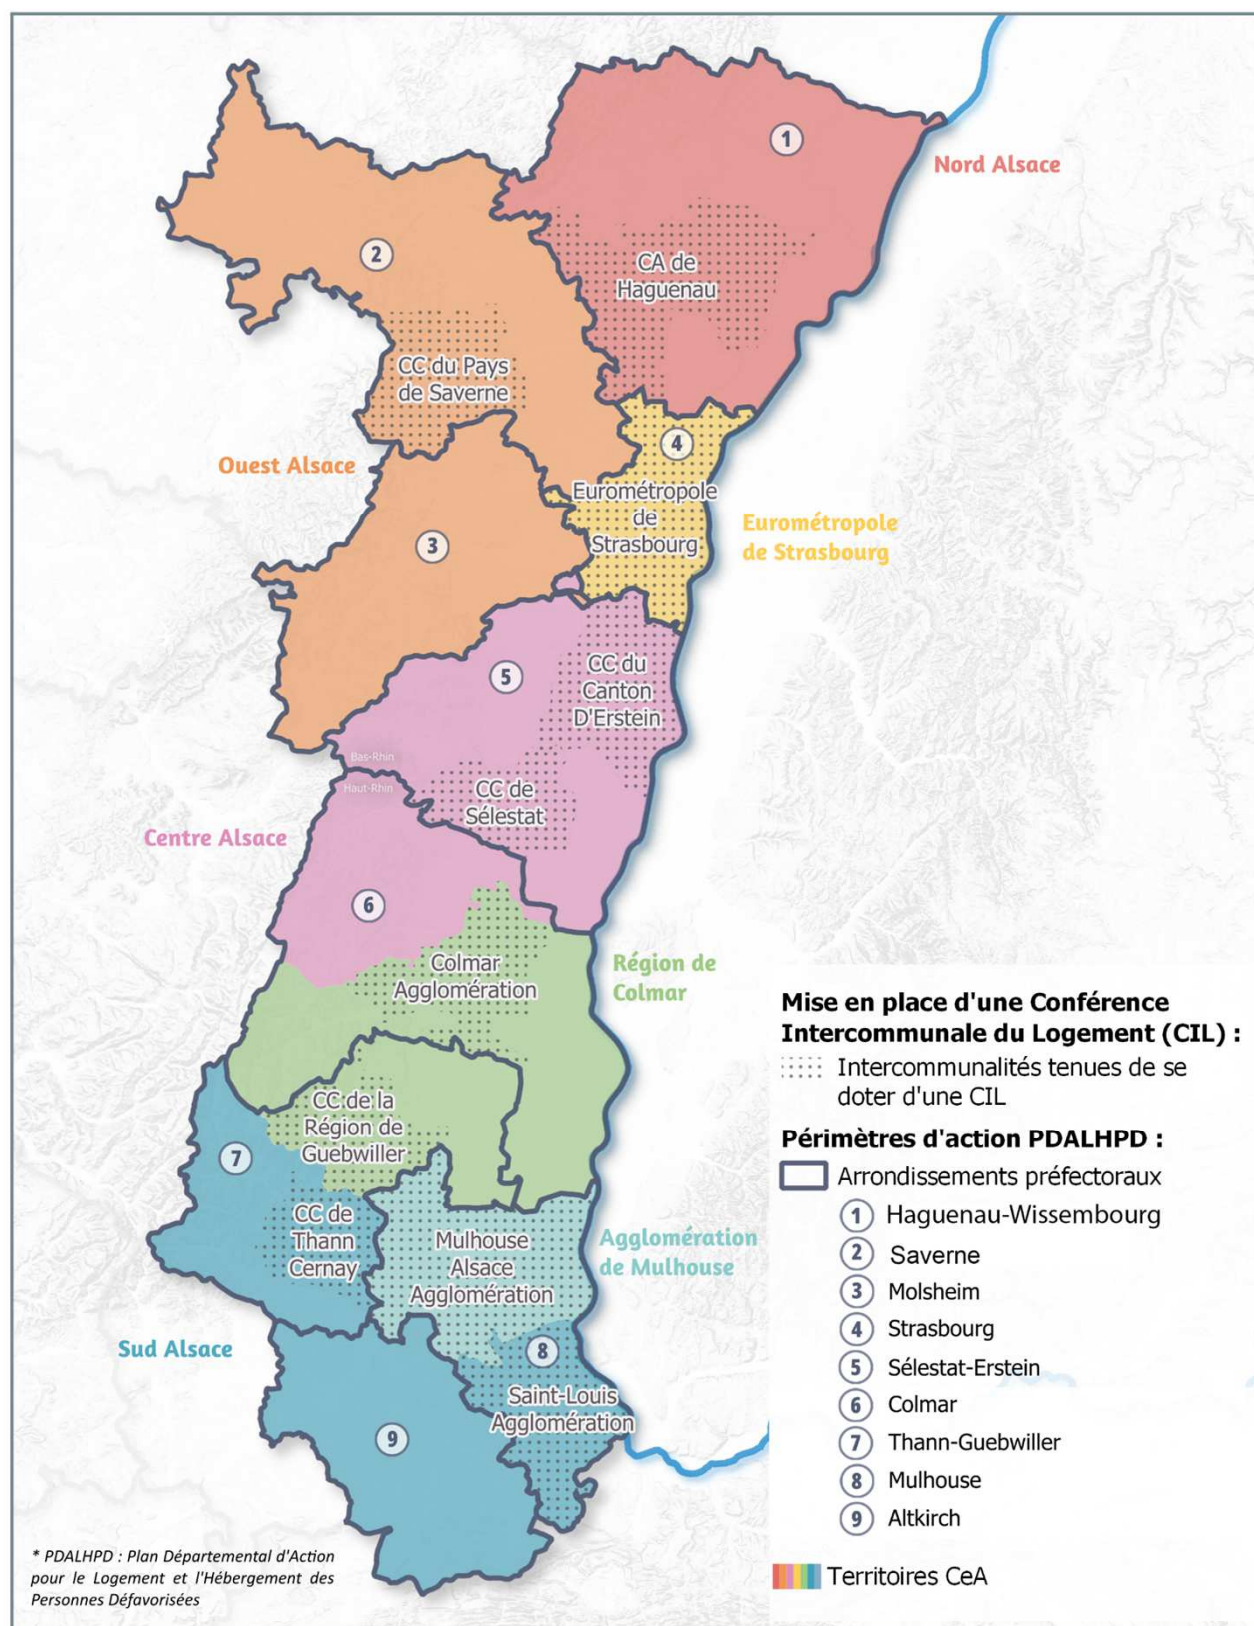 1
Nord Alsace
2
CA de
Haguenau
CC du Pays
de Saverne
4
Ouest Alsace
Eurométropole
de
Strasbourg
Eurométropole
de Strasbourg
3
5
CC du
Canton
D'Erstein
Bas-Rhin
Haut-Rhin
CC de
Sélestat
Centre Alsace
6
Colmar
Agglomération
Région de
Colmar
CC de la
Région de
Guebwiller
7
CC de
Thann
Cernay
Mulhouse
Alsace
Agglomération
Agglomération
de Mulhouse
Sud Alsace
8
Saint-Louis
Agglomération
9
Mise en place d'une Conférence
Intercommunale du Logement (CIL) :
Intercommunalités tenues de se
doter d'une CIL
Périmètres d'action PDALHPD :
Arrondissements préfectoraux
1 Haguenau-Wissembourg
2 Saverne
3 Molsheim
4 Strasbourg
5 Sélestat-Erstein
6 Colmar
7 Thann-Guebwiller
8 Mulhouse
9 Altkirch
Territoires CeA
* PDALHPD : Plan Départemental d'Action
pour le Logement et l'Hébergement des
Personnes Défavorisées